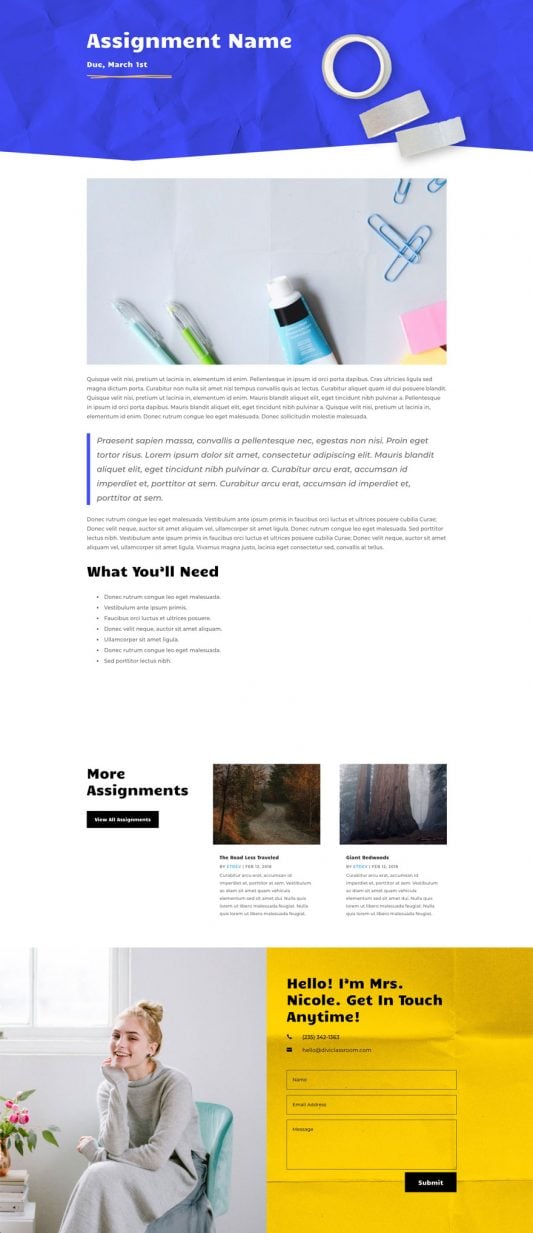 Assignment Name
Due, March 1st
Quisque velit nisi, pretium ut lacinia in, elementum id enim. Pellentesque in ipsum id orci porta dapibus. Cras ultricies ligula sed
magna dictum porta. Curabitur non nulla sit amet nisl tempus convallis quis ac lectus. Curabitur aliquet quam id dui posuere blandit.
Quisque velit nisi, pretium ut lacinia in, elementum id enim. Mauris blandit aliquet elit, eget tincidunt nibh pulvinar a. Pellentesque
in ipsum id orci porta dapibus. Mauris blandit aliquet elit, eget tincidunt nibh pulvinar a. Quisque velit nisi, pretium ut lacinia in,
elementum id enim. Donec rutrum congue leo eget malesuada. Donec sollicitudin molestie malesuada.
Praesent sapien massa, convallis a pellentesque nec, egestas non nisi. Proin eget
tortor risus. Lorem ipsum dolor sit amet, consectetur adipiscing elit. Mauris blandit
aliquet elit, eget tincidunt nibh pulvinar a. Curabitur arcu erat, accumsan id
imperdiet et, porttitor at sem. Curabitur arcu erat, accumsan id imperdiet et,
porttitor at sem.
Donec rutrum congue leo eget malesuada. Vestibulum ante ipsum primis in faucibus orci luctus et ultrices posuere cubilia Curae;
Donec velit neque, auctor sit amet aliquam vel, ullamcorper sit amet ligula. Donec rutrum congue leo eget malesuada. Sed porttitor
lectus nibh. Vestibulum ante ipsum primis in faucibus orci luctus et ultrices posuere cubilia Curae; Donec velit neque, auctor sit amet
aliquam vel, ullamcorper sit amet ligula. Vivamus magna justo, lacinia eget consectetur sed, convallis at tellus.
What You'll Need
• Donec rutrum congue leo eget malesuada.
• Vestibulum ante ipsum primis.
• Faucibus orci luctus et ultrices posuere.
• Donec velit neque, auctor sit amet aliquam.
• Ullamcorper sit amet ligula.
• Donec rutrum congue leo eget malesuada.
• Sed porttitor lectus nibh.
More
Assignments
View All Assignments
The Road Less Traveled
BY ETDEV | FEB 12, 2018
Curabitur arcu erat, accumsan id
imperdiet et, porttitor at sem. Vestibulum
ac diam sit amet quam vehicula
elementum sed sit amet dui. Nulla
quis lorem ut libero malesuada feugiat. Nulla
quis lorem ut libero malesuada feugiat.
Giant Redwoods
BY ETDEV | FEB 12, 2018
Curabitur arcu erat, accumsan id
imperdiet et, porttitor at sem. Vestibulum
ac diam sit amet quam vehicula
elementum sed sit amet dui. Nulla
quis lorem ut libero malesuada feugiat. Nulla
quis lorem ut libero malesuada feugiat.
Hello! I'm Mrs.
Nicole. Get In Touch
Anytime!
(235) 342-1363
hello@diviclassroom.com
Name
Email Address
Message
Submit